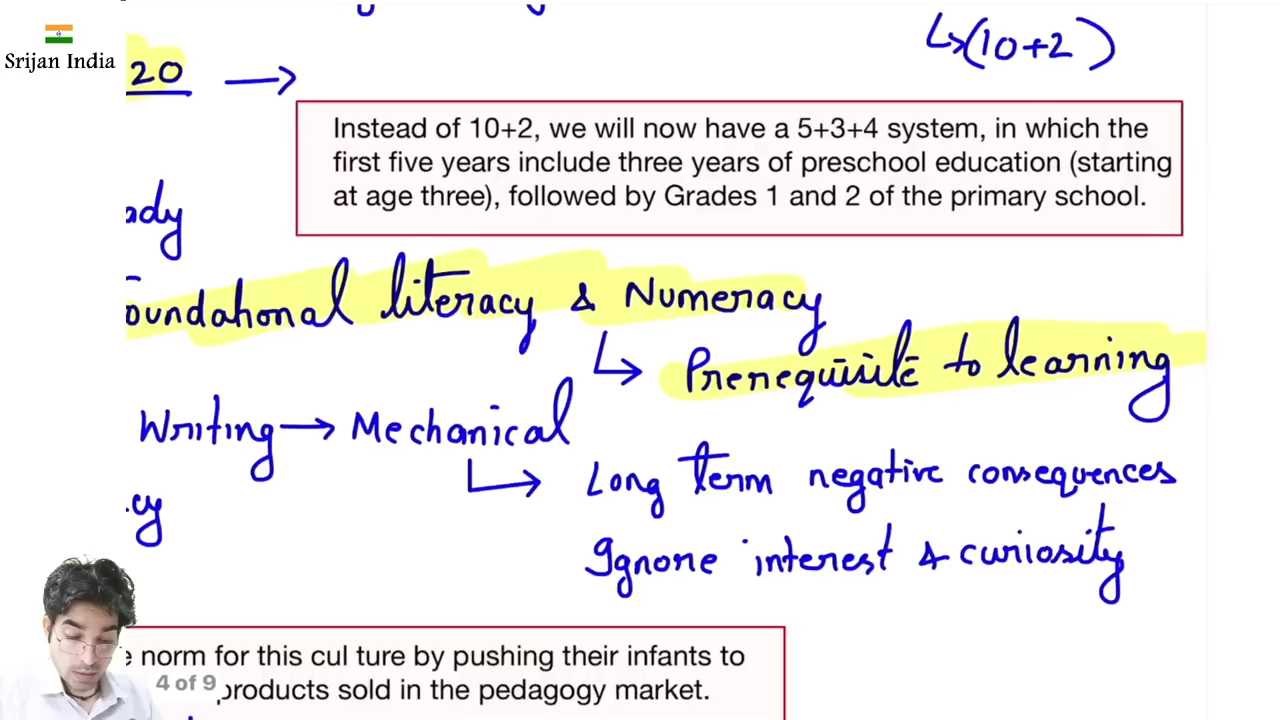 ↳(10+2)
Srijan India
20 →
Instead of 10+2, we will now have a 5+3+4 system, in which the
first five years include three years of preschool education (starting
at age three), followed by Grades 1 and 2 of the primary school.
ady
oundational literacy & Numeracy
↳ Prerequisite to learning
Writing → Mechanical
↳ Long term negative consequences
cy
Ignore interest & curiosity
e norm for this cul ture by pushing their infants to
4 of 9
products sold in the pedagogy market.